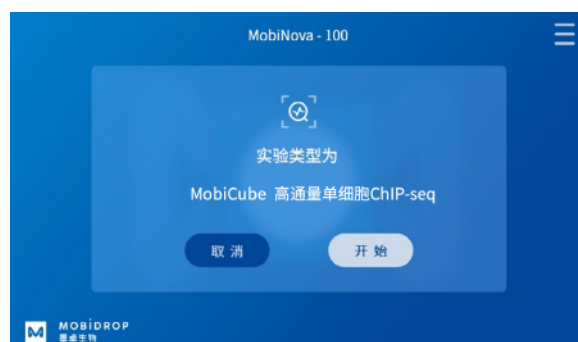 MobiNova - 100
实验类型为
MobiCube 高通量单细胞ChIP-seq
取消
开始
MOBIDROP
墨卓生物